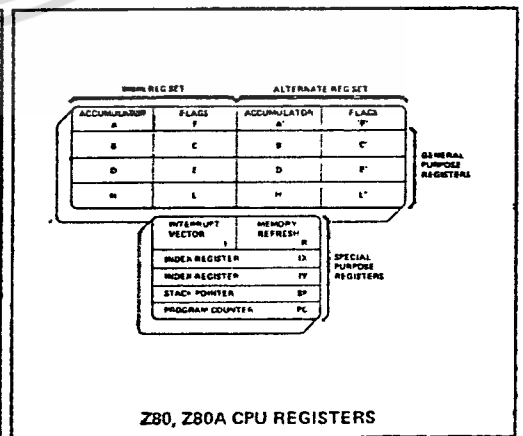 MAIN REG SET ALTERNATE REG SET
ACCUMULATOR FLAGS ACCUMULATOR FLAGS
A F A' F'
B C B' C'
D E D' E'
H L H' L'
GENERAL
PURPOSE
REGISTERS
INTERRUPT MEMORY
VECTOR REFRESH
I R
INDEX REGISTER IX
INDEX REGISTER IY
STACK POINTER SP
PROGRAM COUNTER PC
SPECIAL
PURPOSE
REGISTERS
Z80, Z80A CPU REGISTERS